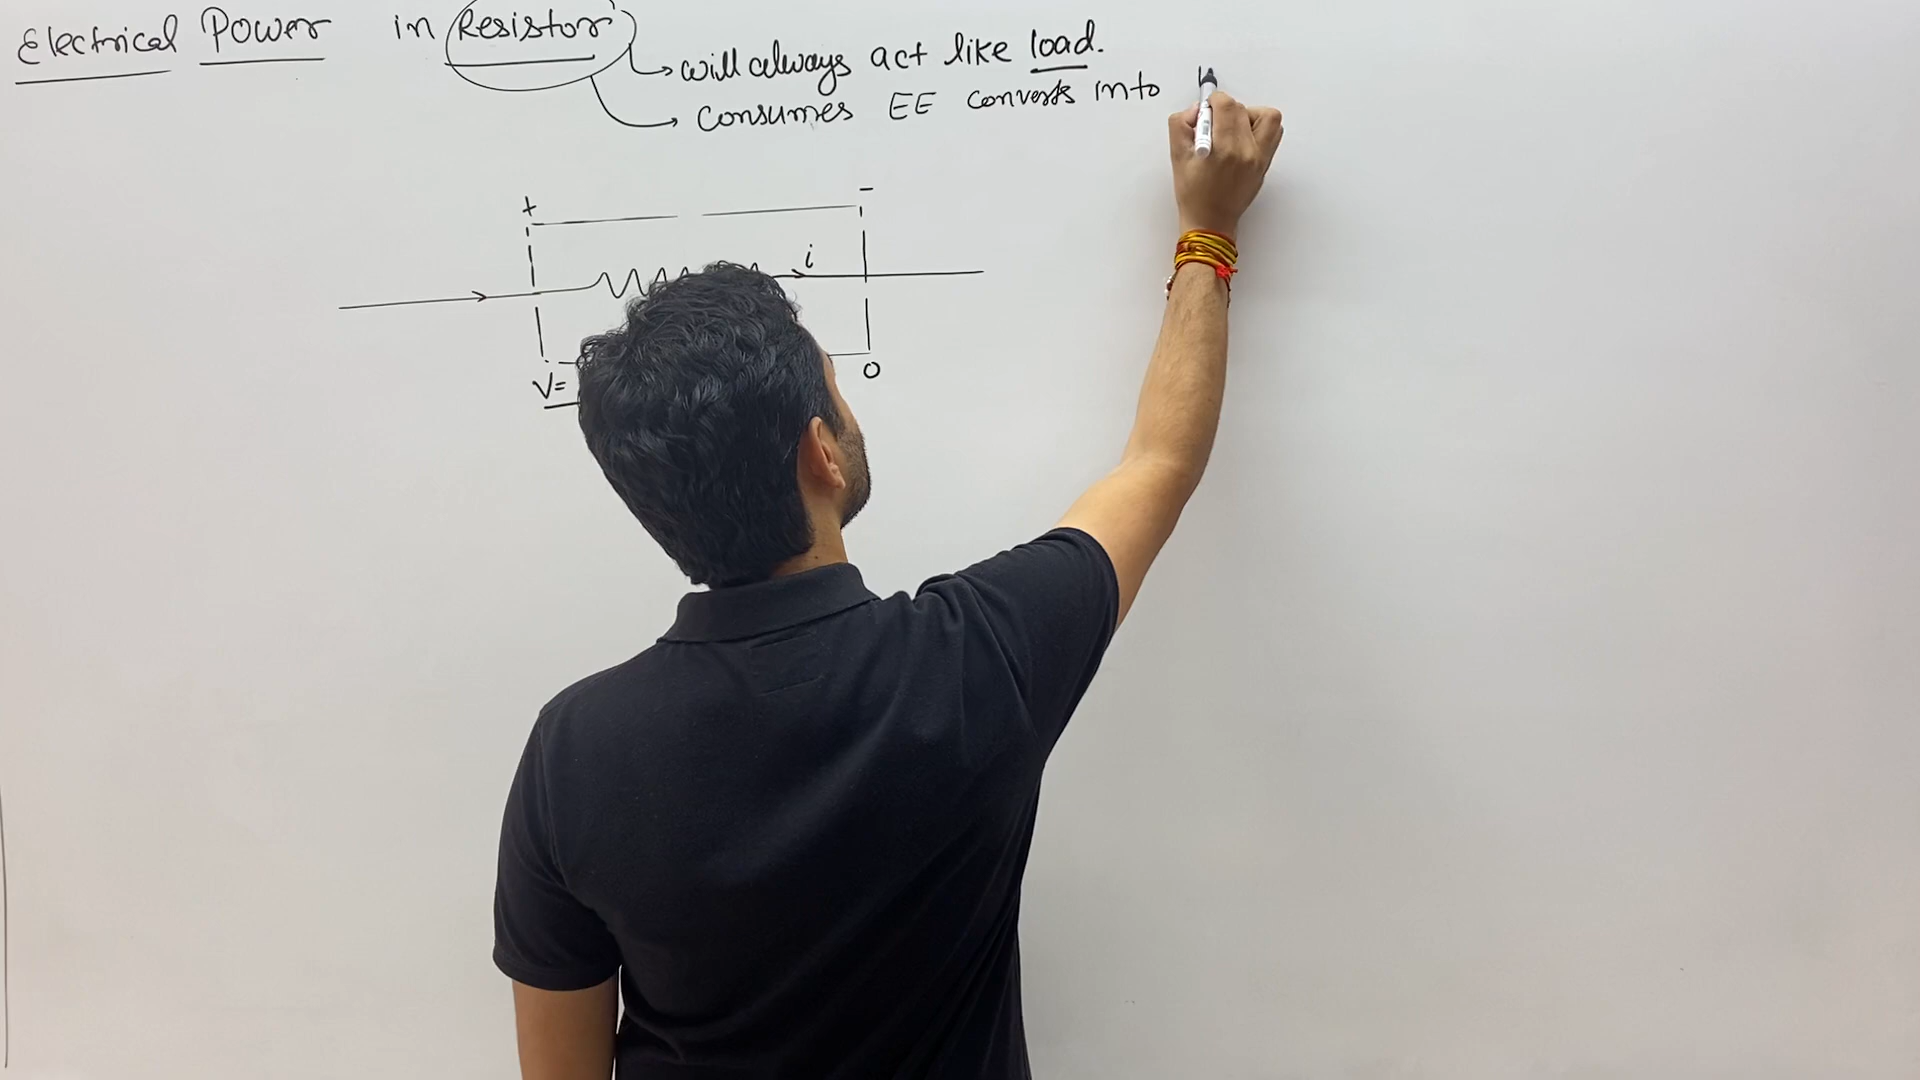 Electrical Power in Resistor
will always act like load.
consumes EE converts into
+ -
i
V= 0